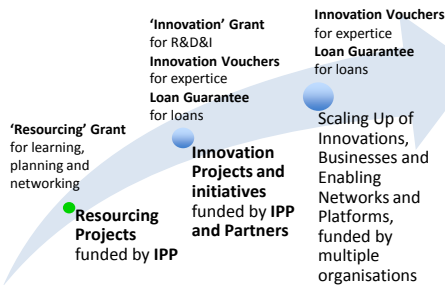 'Resourcing' Grant
for learning,
planning and
networking
Resourcing
Projects
funded by IPP
'Innovation' Grant
for R&D&I
Innovation Vouchers
for expertice
Loan Guarantee
for loans
Innovation
Projects and
initiatives
funded by IPP
and Partners
Innovation Vouchers
for expertice
Loan Guarantee
for loans
Scaling Up of
Innovations,
Businesses and
Enabling
Networks and
Platforms,
funded by
multiple
organisations